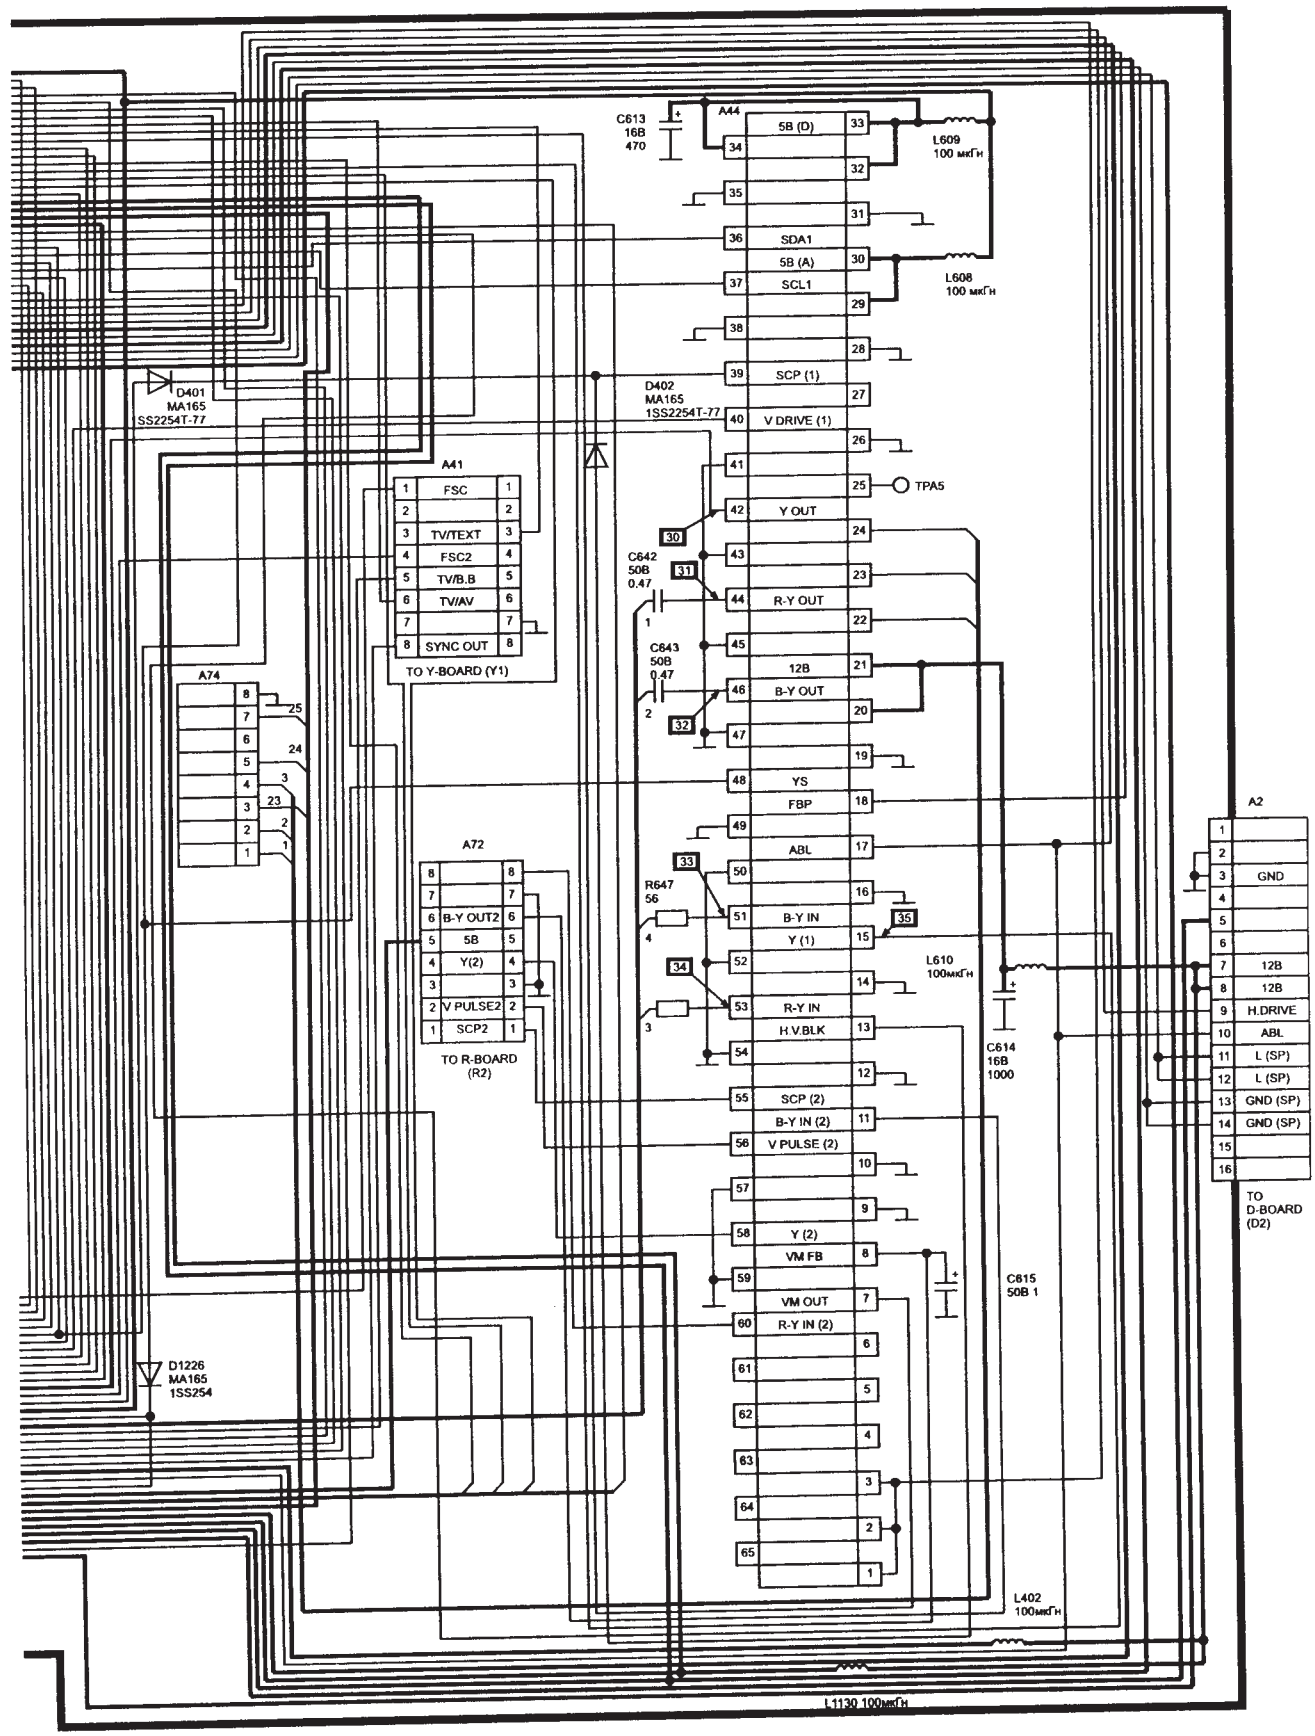 C613
16В
470
A44
5В (D)
33
34
32
L609
100 мкГн
35
31
36
SDA1
5В (A)
30
37
SCL1
L608
100 мкГн
29
38
28
D401
MA165
SS2254T-77
39
SCP (1)
D402
MA165
1SS2254T-77
27
40
V DRIVE (1)
26
41
25
TPA5
42
Y OUT
30
24
43
23
C642
50В
0.47
1
31
44
R-Y OUT
22
45
C643
50В
0.47
2
12В
21
46
B-Y OUT
32
20
47
19
48
YS
FBP
18
49
ABL
17
50
33
16
R647
56
4
51
B-Y IN
35
Y (1)
15
52
34
14
L610
100мкГн
53
3
R-Y IN
H.V.BLK
13
C614
16В
1000
54
12
55
SCP (2)
B-Y IN (2)
11
56
V PULSE (2)
10
57
9
58
Y (2)
VM FB
8
C615
50В 1
59
VM OUT
7
60
R-Y IN (2)
6
61
5
62
4
63
3
64
2
65
1
A41
1 FSC 1
2 2
3 TV/TEXT 3
4 FSC2 4
5 TV/B.B 5
6 TV/AV 6
7 7
8 SYNC OUT 8
TO Y-BOARD (Y1)
A74
8
7 25
6
5 24
4 3
3 23
2 2
1 1
A72
8 8
7 7
6 B-Y OUT2 6
5 5В 5
4 Y(2) 4
3 3
2 V PULSE2 2
1 SCP2 1
TO R-BOARD
(R2)
A2
1
2
3 GND
4
5
6
7 12В
8 12В
9 H.DRIVE
10 ABL
11 L (SP)
12 L (SP)
13 GND (SP)
14 GND (SP)
15
16
TO
D-BOARD
(D2)
D1226
MA165
1SS254
L402
100мкГн
L1130 100мкГн